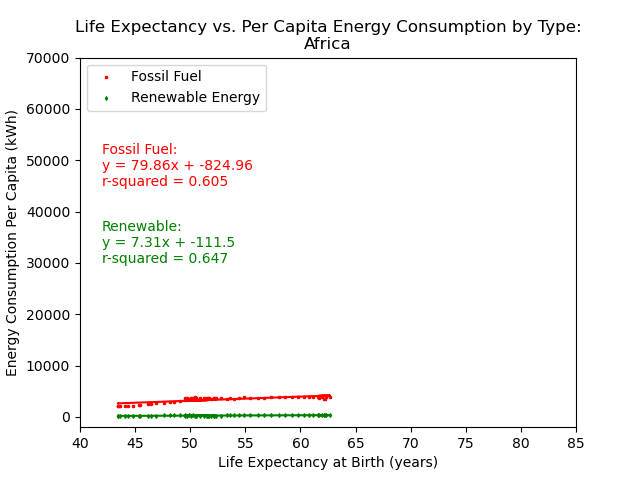 Life Expectancy vs. Per Capita Energy Consumption by Type:
Africa
70000
60000
50000
40000
30000
20000
10000
0
Energy Consumption Per Capita (kWh)
Fossil Fuel
Renewable Energy
Fossil Fuel:
y = 79.86x + -824.96
r-squared = 0.605
Renewable:
y = 7.31x + -111.5
r-squared = 0.647
40 45 50 55 60 65 70 75 80 85
Life Expectancy at Birth (years)